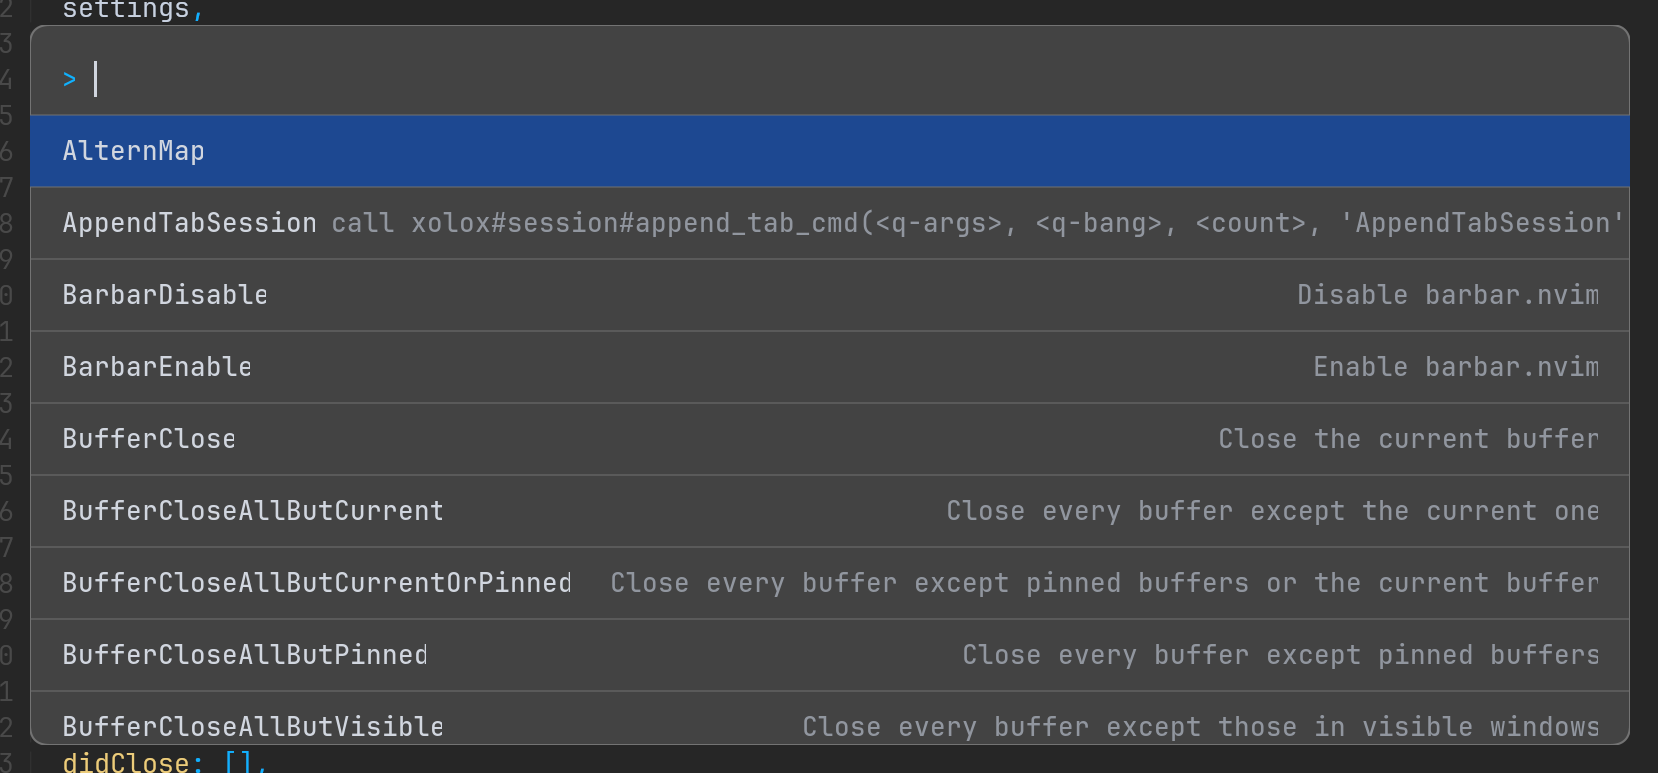 2 settings,
3
>
4
5
AlternMap
6
7
AppendTabSession call xolox#session#append_tab_cmd(<q-args>, <q-bang>, <count>, 'AppendTabSession'
8
9
BarbarDisable Disable barbar.nvim
0
1
BarbarEnable Enable barbar.nvim
2
3
BufferClose Close the current buffer
4
5
BufferCloseAllButCurrent Close every buffer except the current one
6
7
BufferCloseAllButCurrentOrPinned Close every buffer except pinned buffers or the current buffer
8
9
BufferCloseAllButPinned Close every buffer except pinned buffers
0
1
BufferCloseAllButVisible Close every buffer except those in visible windows
2
3 didClose: [],